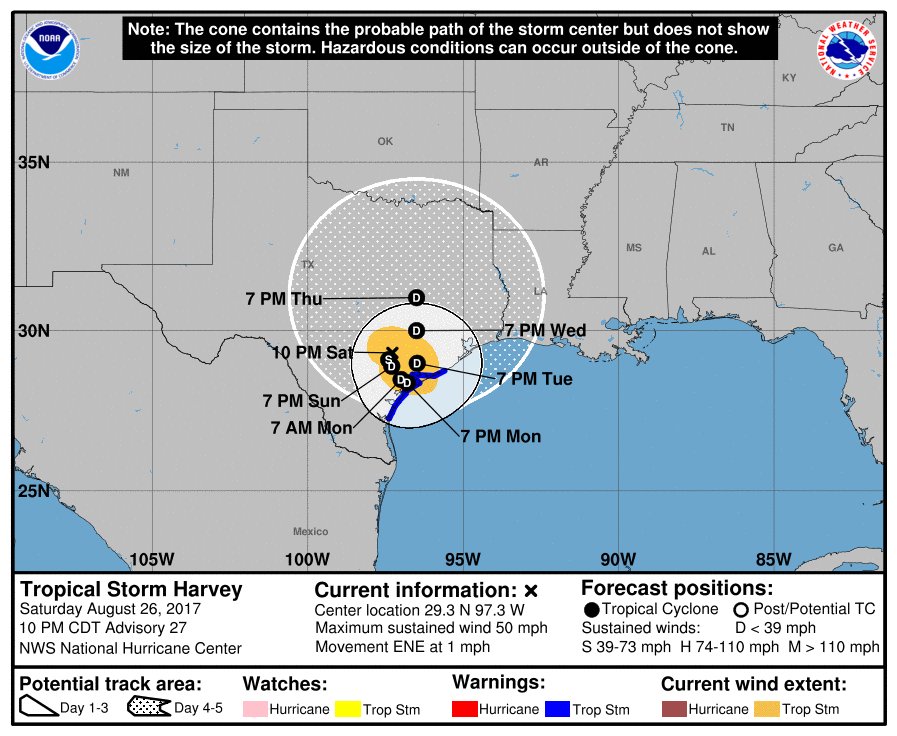 Note: The cone contains the probable path of the storm center but does not show
the size of the storm. Hazardous conditions can occur outside of the cone.
NOAA
NATIONAL WEATHER SERVICE
KY
OK
TN
35N
AR
NM
MS
AL
GA
TX
LA
D
7 PM Thu
30N
D
7 PM Wed
10 PM Sat
S
D
D
7 PM Tue
7 PM Sun
D
D
7 AM Mon
7 PM Mon
25N
Mexico
105W
100W
95W
90W
85W
Tropical Storm Harvey
Saturday August 26, 2017
10 PM CDT Advisory 27
NWS National Hurricane Center
Current information: ×
Center location 29.3 N 97.3 W
Maximum sustained wind 50 mph
Movement ENE at 1 mph
Forecast positions:
Tropical Cyclone Post/Potential TC
Sustained winds: D < 39 mph
S 39-73 mph H 74-110 mph M > 110 mph
Potential track area:
Day 1-3 Day 4-5
Watches:
Hurricane Trop Stm
Warnings:
Hurricane Trop Stm
Current wind extent:
Hurricane Trop Stm